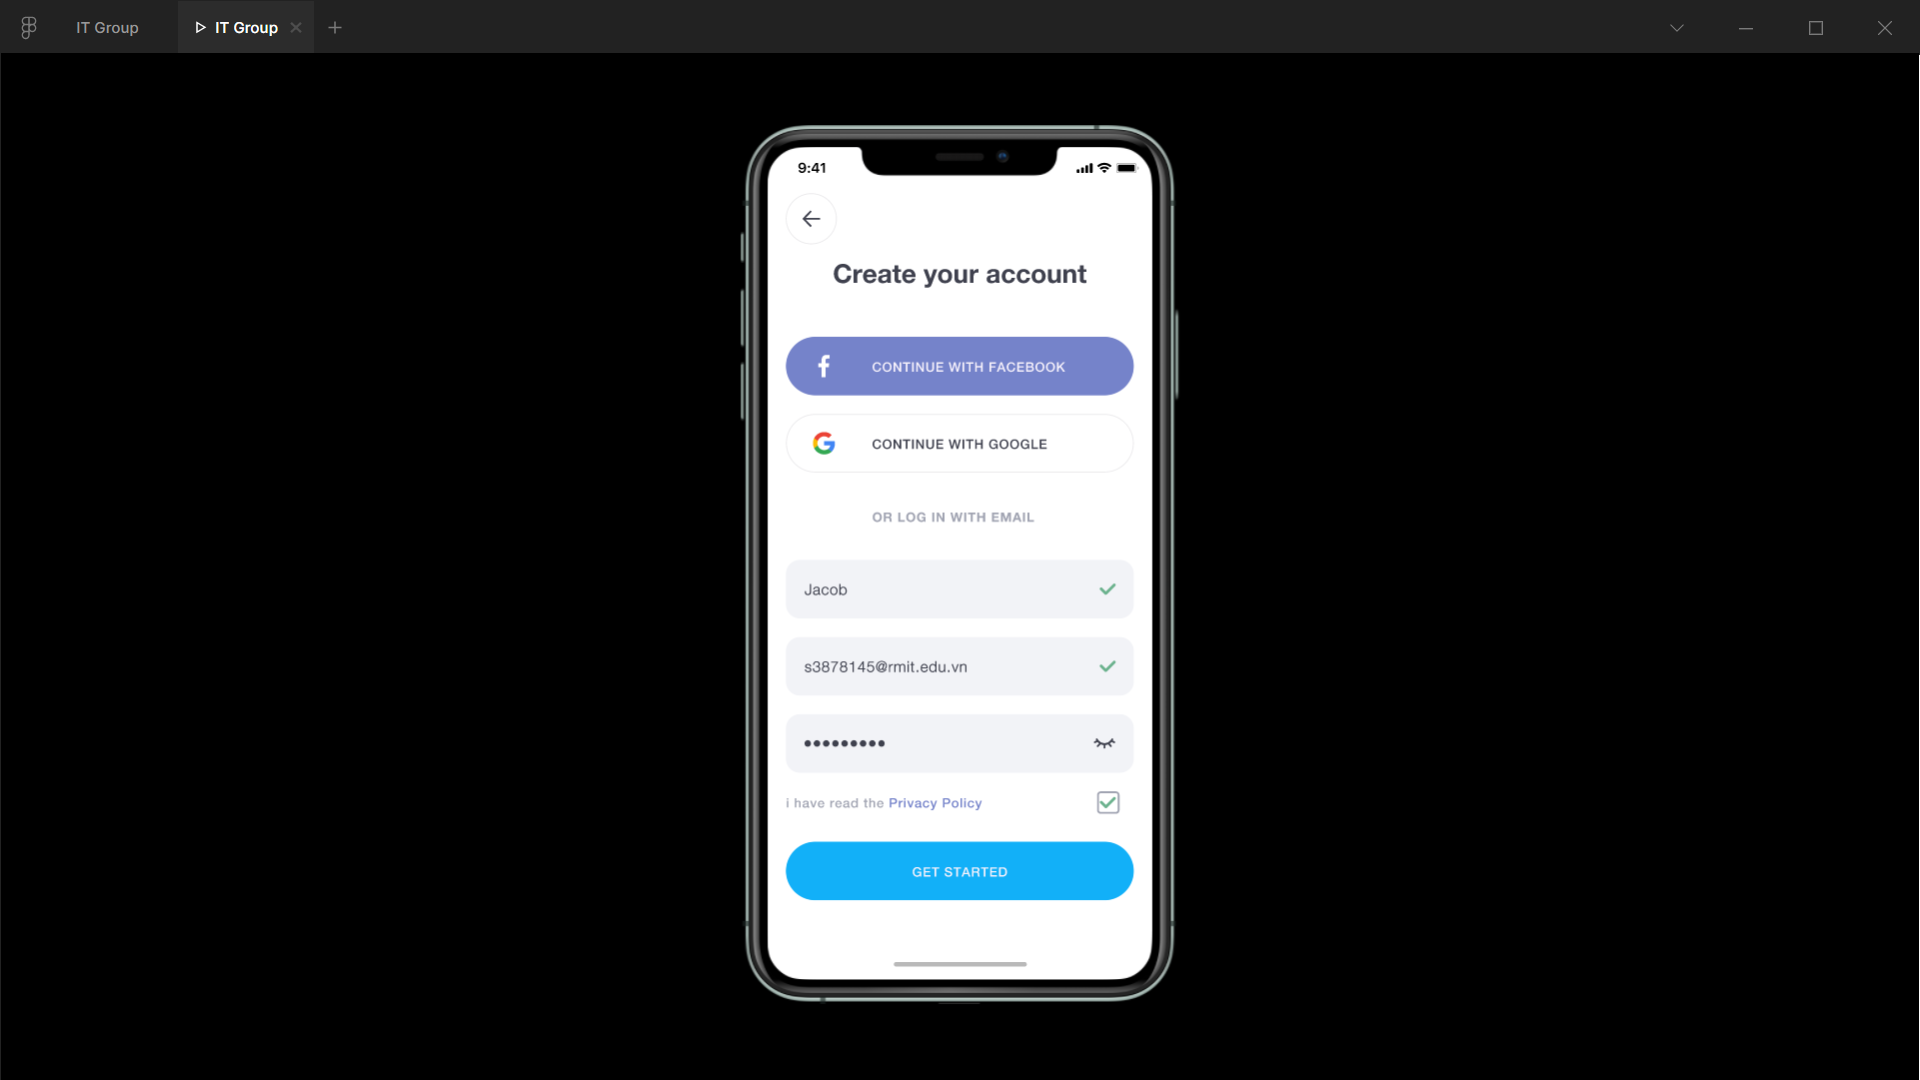 IT Group
IT Group
9:41
Create your account
CONTINUE WITH FACEBOOK
CONTINUE WITH GOOGLE
OR LOG IN WITH EMAIL
Jacob
s3878145@rmit.edu.vn
•••••••••
i have read the Privacy Policy
GET STARTED